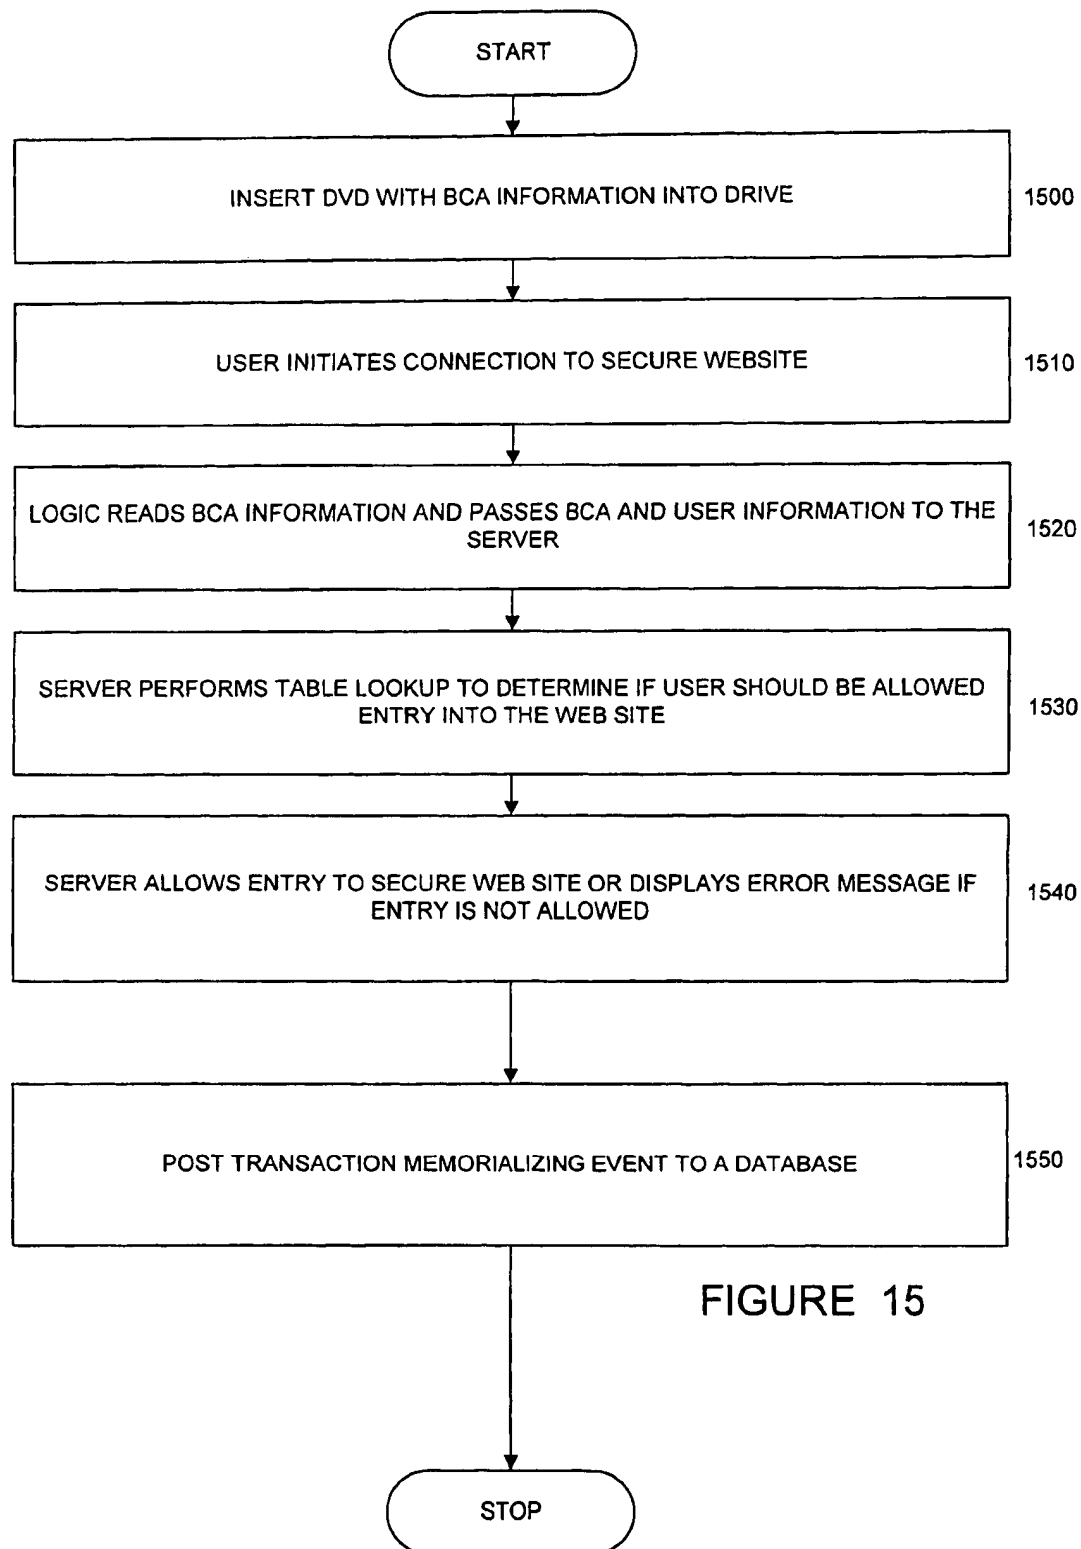 START
INSERT DVD WITH BCA INFORMATION INTO DRIVE
1500
USER INITIATES CONNECTION TO SECURE WEBSITE
1510
LOGIC READS BCA INFORMATION AND PASSES BCA AND USER INFORMATION TO THE
SERVER
1520
SERVER PERFORMS TABLE LOOKUP TO DETERMINE IF USER SHOULD BE ALLOWED
ENTRY INTO THE WEB SITE
1530
SERVER ALLOWS ENTRY TO SECURE WEB SITE OR DISPLAYS ERROR MESSAGE IF
ENTRY IS NOT ALLOWED
1540
POST TRANSACTION MEMORIALIZING EVENT TO A DATABASE
1550
FIGURE 15
STOP